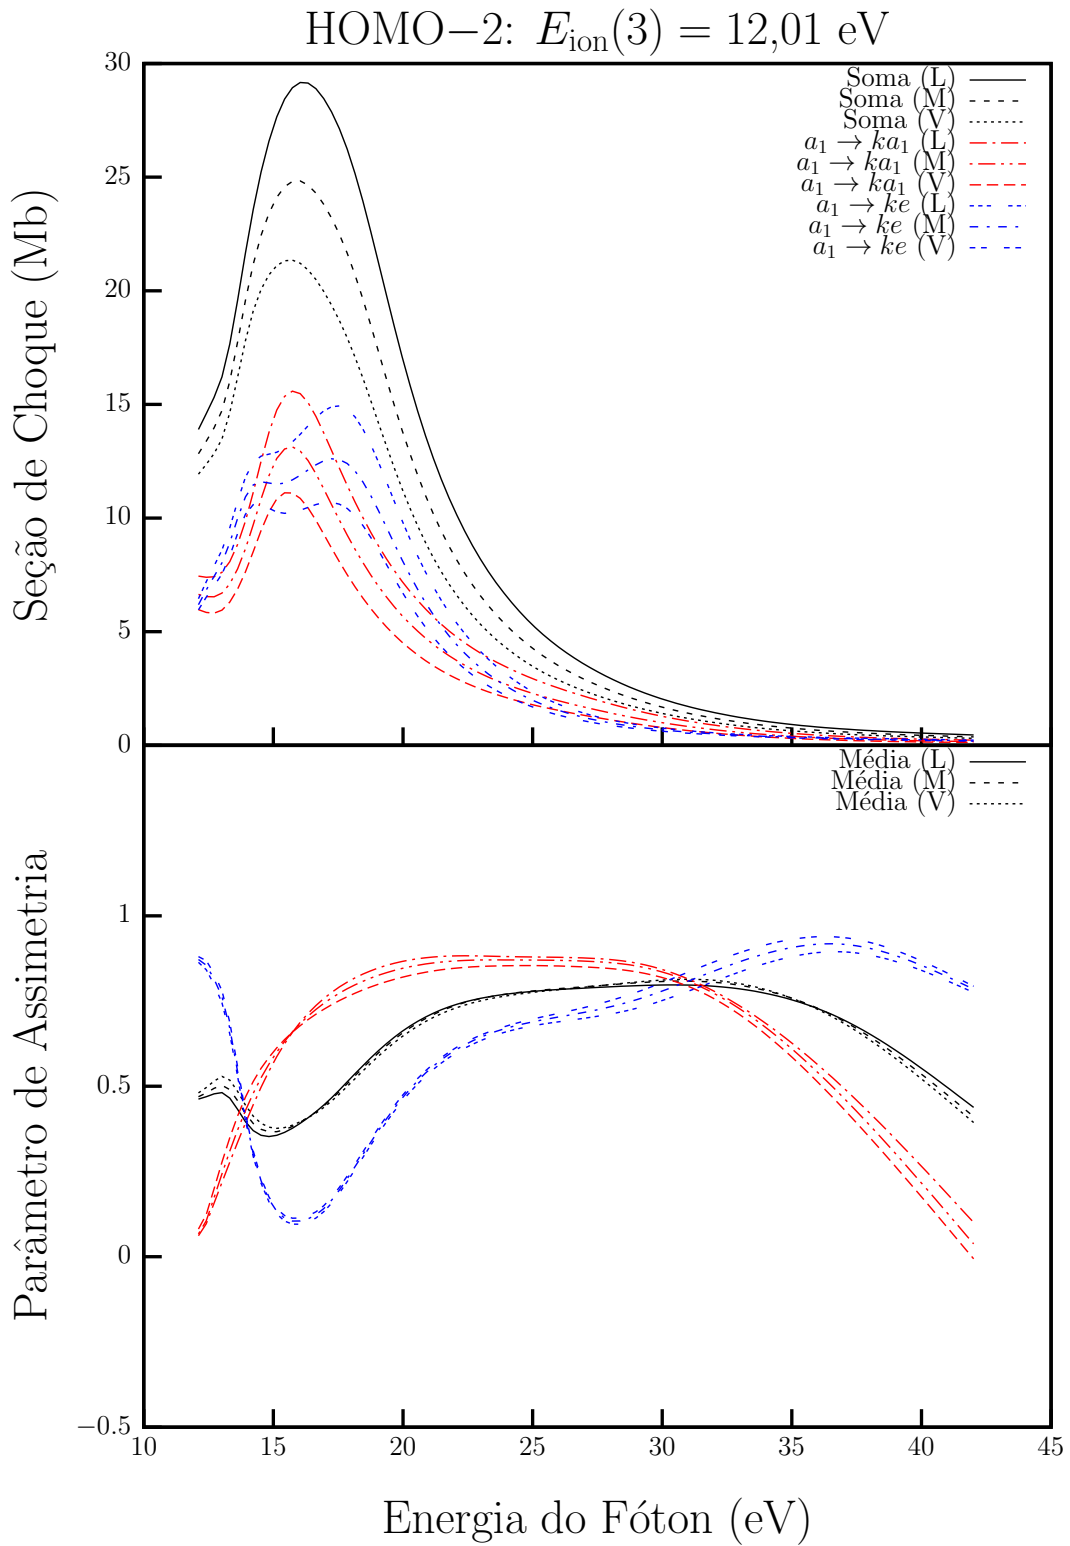 HOMO−2: E_ion(3) = 12,01 eV
30
25
20
15
10
5
0
Seção de Choque (Mb)
Soma (L)
Soma (M)
Soma (V)
a₁ → ka₁ (L)
a₁ → ka₁ (M)
a₁ → ka₁ (V)
a₁ → ke (L)
a₁ → ke (M)
a₁ → ke (V)
Média (L)
Média (M)
Média (V)
1
0.5
0
−0.5
Parâmetro de Assimetria
10 15 20 25 30 35 40 45
Energia do Fóton (eV)